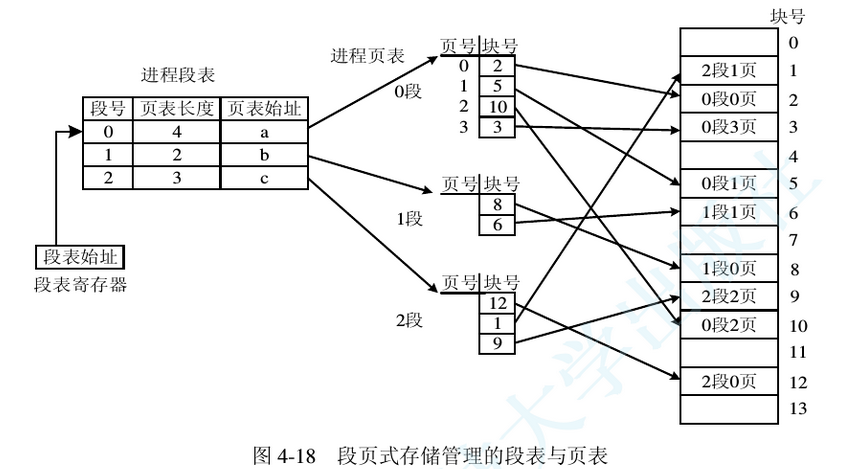 进程段表
段号 页表长度 页表始址
0 4 a
1 2 b
2 3 c
段表始址
段表寄存器
进程页表
0段
页号 块号
0 2
1 5
2 10
3 3
1段
页号 块号
8
6
2段
页号 块号
12
1
9
块号
0
2段1页 1
0段0页 2
0段3页 3
4
0段1页 5
1段1页 6
7
1段0页 8
2段2页 9
0段2页 10
11
2段0页 12
13
图 4-18 段页式存储管理的段表与页表
大学出版社